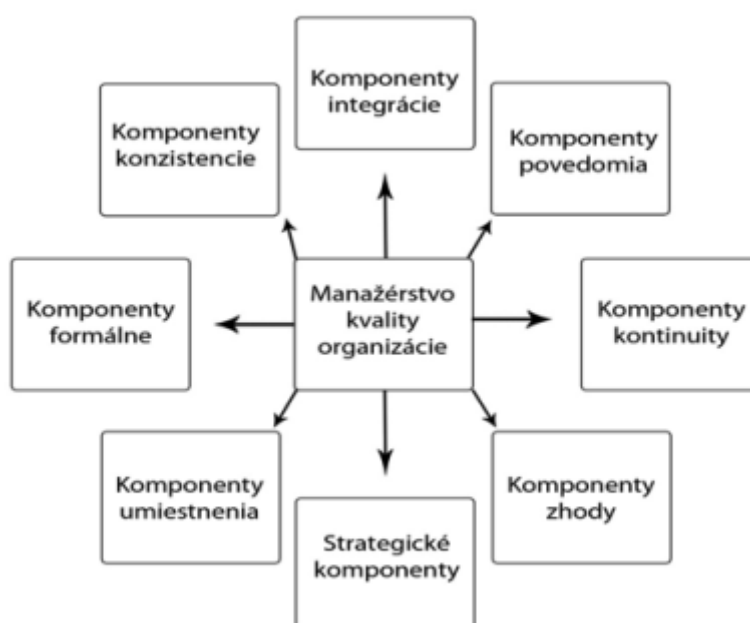 Komponenty
integrácie
Komponenty
konzistencie
Komponenty
povedomia
Komponenty
formálne
Manažérstvo
kvality
organizácie
Komponenty
kontinuity
Komponenty
umiestnenia
Strategické
komponenty
Komponenty
zhody